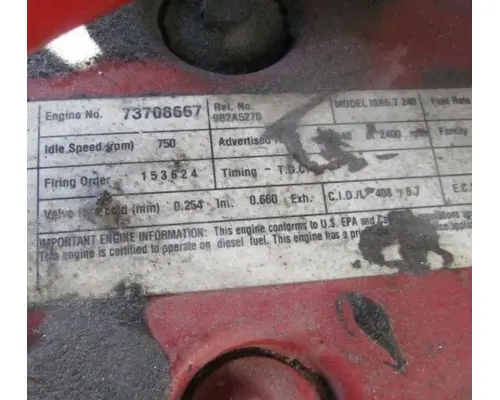 Engine No. 73708667 Rel. No. 9B2A5270 MODEL ISB6.7 240 Fuel Rate
Idle Speed (rpm) 750 Advertised 240 at 2400 rpm Family
Firing Order 153624 Timing - T.D.C.
Valve cold (mm) 0.254 Int. 0.660 Exh. C.I.D./L. 408 / 6.7 E.C.S
IMPORTANT ENGINE INFORMATION: This engine conforms to U.S. EPA and
This engine is certified to operate on diesel fuel. This engine has a